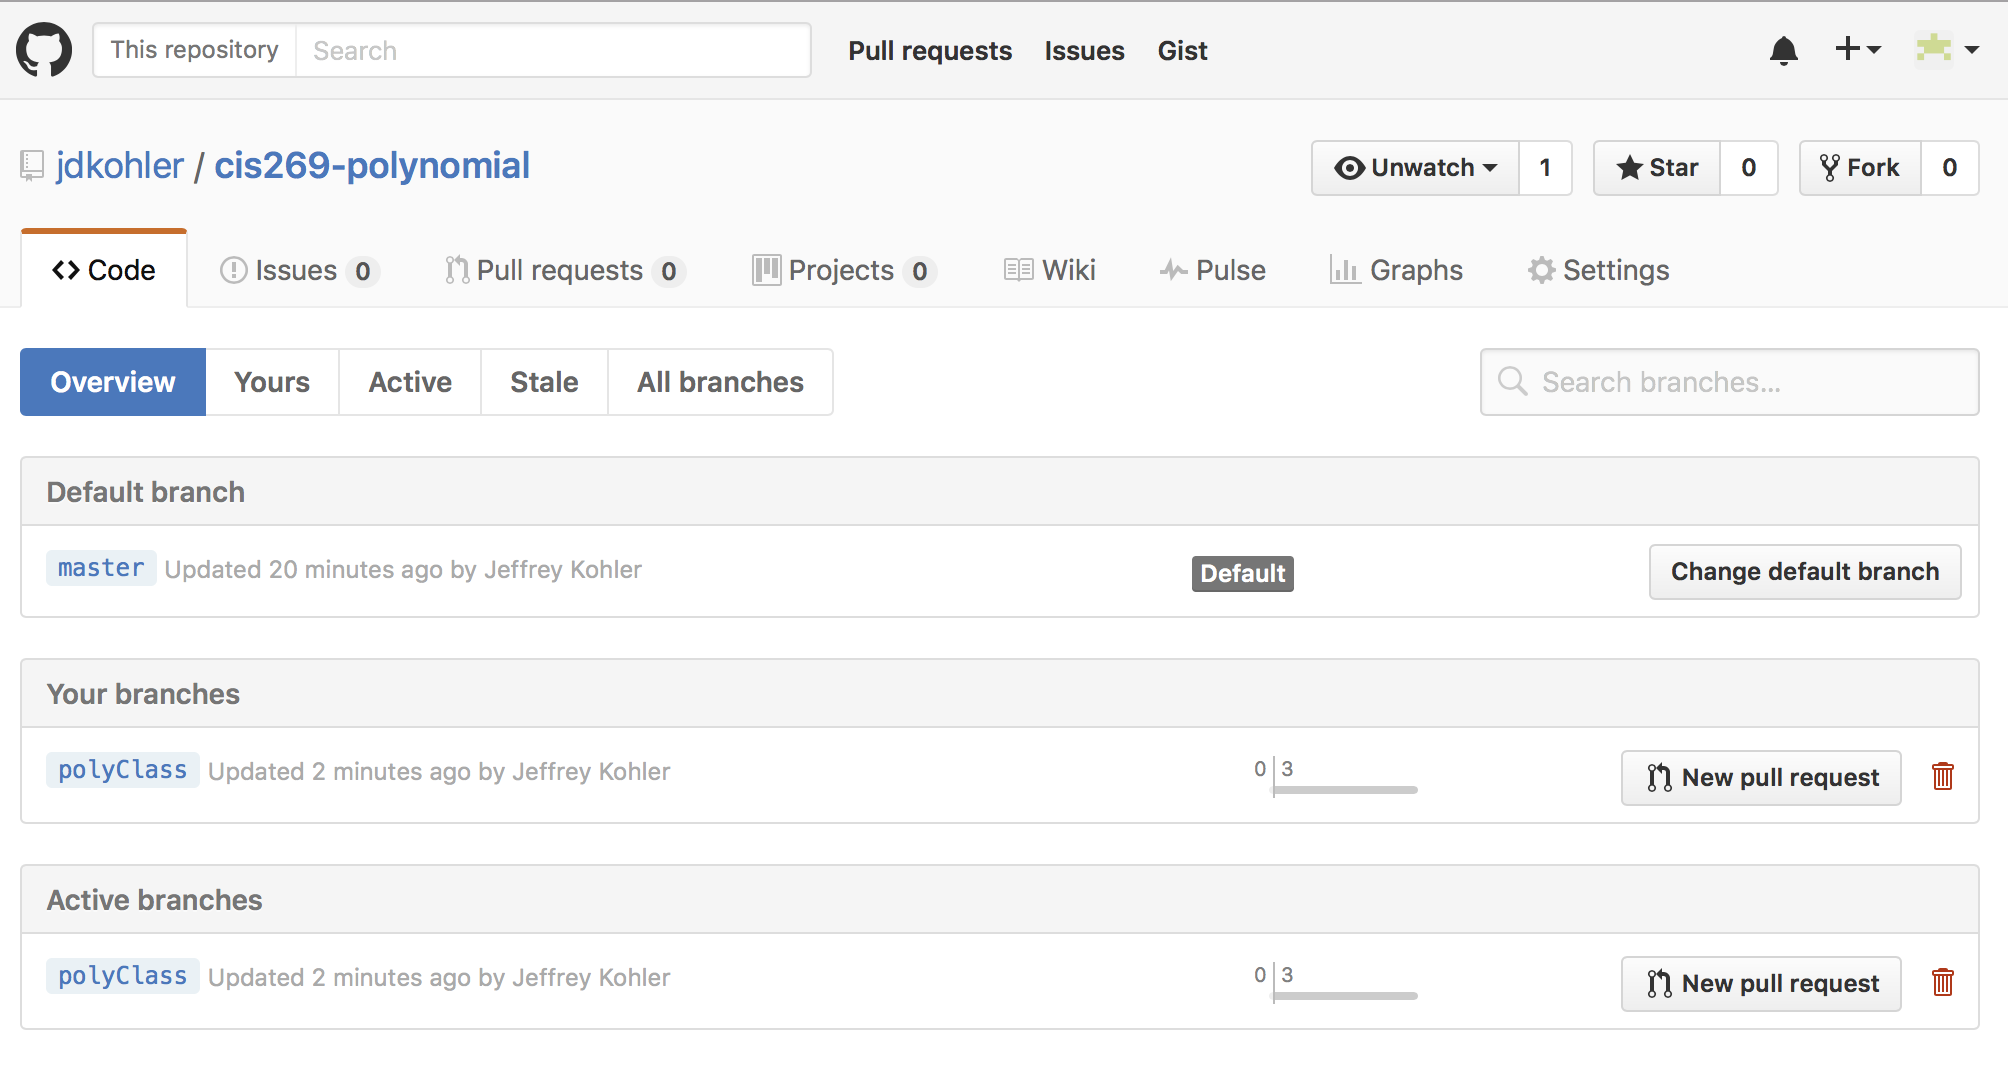 This repository Search Pull requests Issues Gist
jdkohler / cis269-polynomial Unwatch 1 Star 0 Fork 0
Code Issues 0 Pull requests 0 Projects 0 Wiki Pulse Graphs Settings
Overview Yours Active Stale All branches Search branches...
Default branch
master Updated 20 minutes ago by Jeffrey Kohler Default Change default branch
Your branches
polyClass Updated 2 minutes ago by Jeffrey Kohler 0 3 New pull request
Active branches
polyClass Updated 2 minutes ago by Jeffrey Kohler 0 3 New pull request